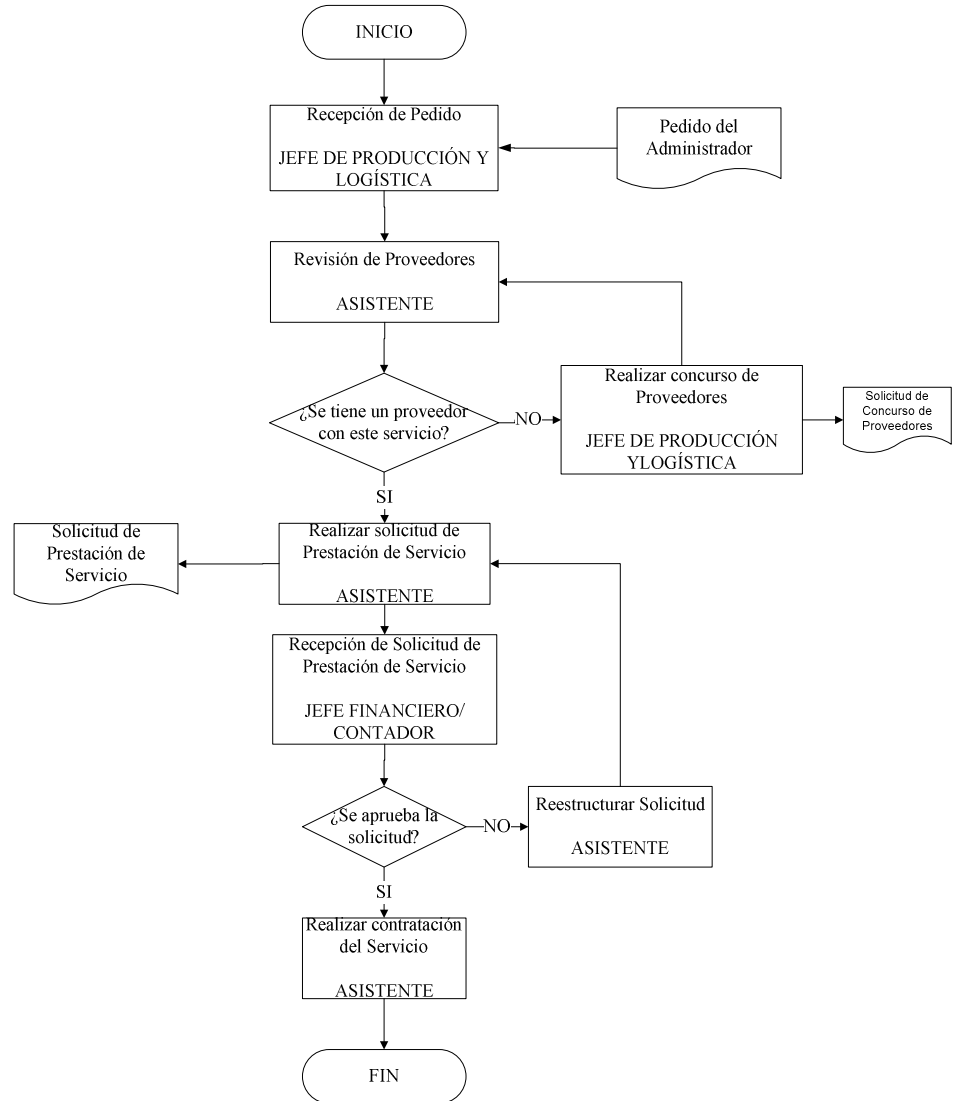 INICIO
Recepción de Pedido
JEFE DE PRODUCCIÓN Y
LOGÍSTICA
Pedido del
Administrador
Revisión de Proveedores
ASISTENTE
¿Se tiene un proveedor
con este servicio?
NO
Realizar concurso de
Proveedores
JEFE DE PRODUCCIÓN
YLOGÍSTICA
Solicitud de
Concurso de
Proveedores
SI
Realizar solicitud de
Prestación de Servicio
ASISTENTE
Solicitud de
Prestación de
Servicio
Recepción de Solicitud de
Prestación de Servicio
JEFE FINANCIERO/
CONTADOR
¿Se aprueba la
solicitud?
NO
Reestructurar Solicitud
ASISTENTE
SI
Realizar contratación
del Servicio
ASISTENTE
FIN